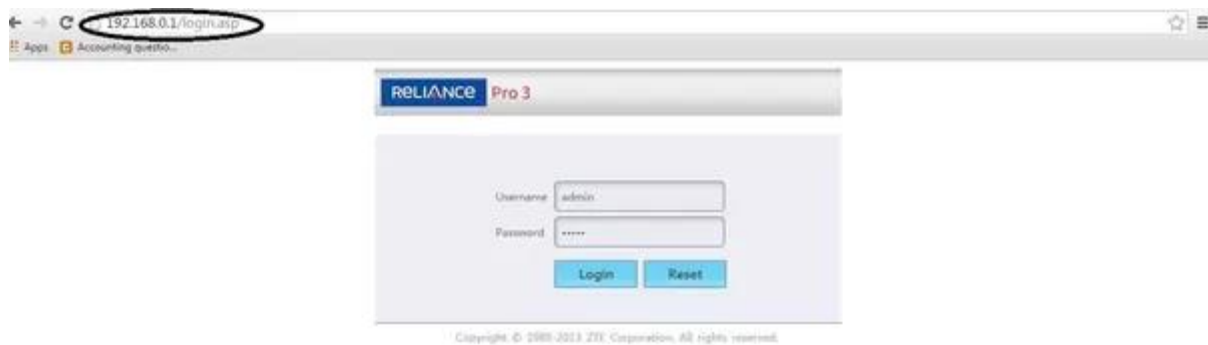 192.168.0.1/login.asp
Apps Accounting questio...
RELIANCE Pro 3
Username admin
Password •••••
Login Reset
Copyright © 1998-2013 ZTE Corporation. All rights reserved.